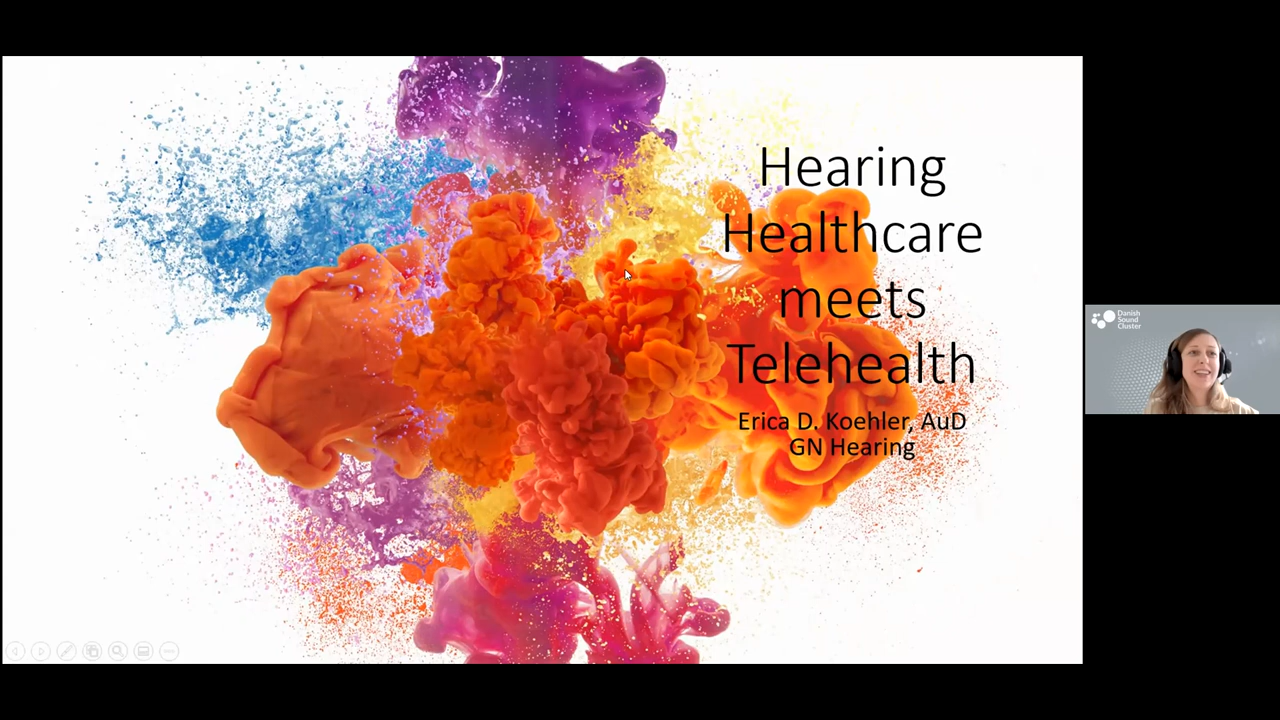 Hearing
Healthcare
meets
Telehealth
Erica D. Koehler, AuD
GN Hearing
Danish
Sound
Cluster